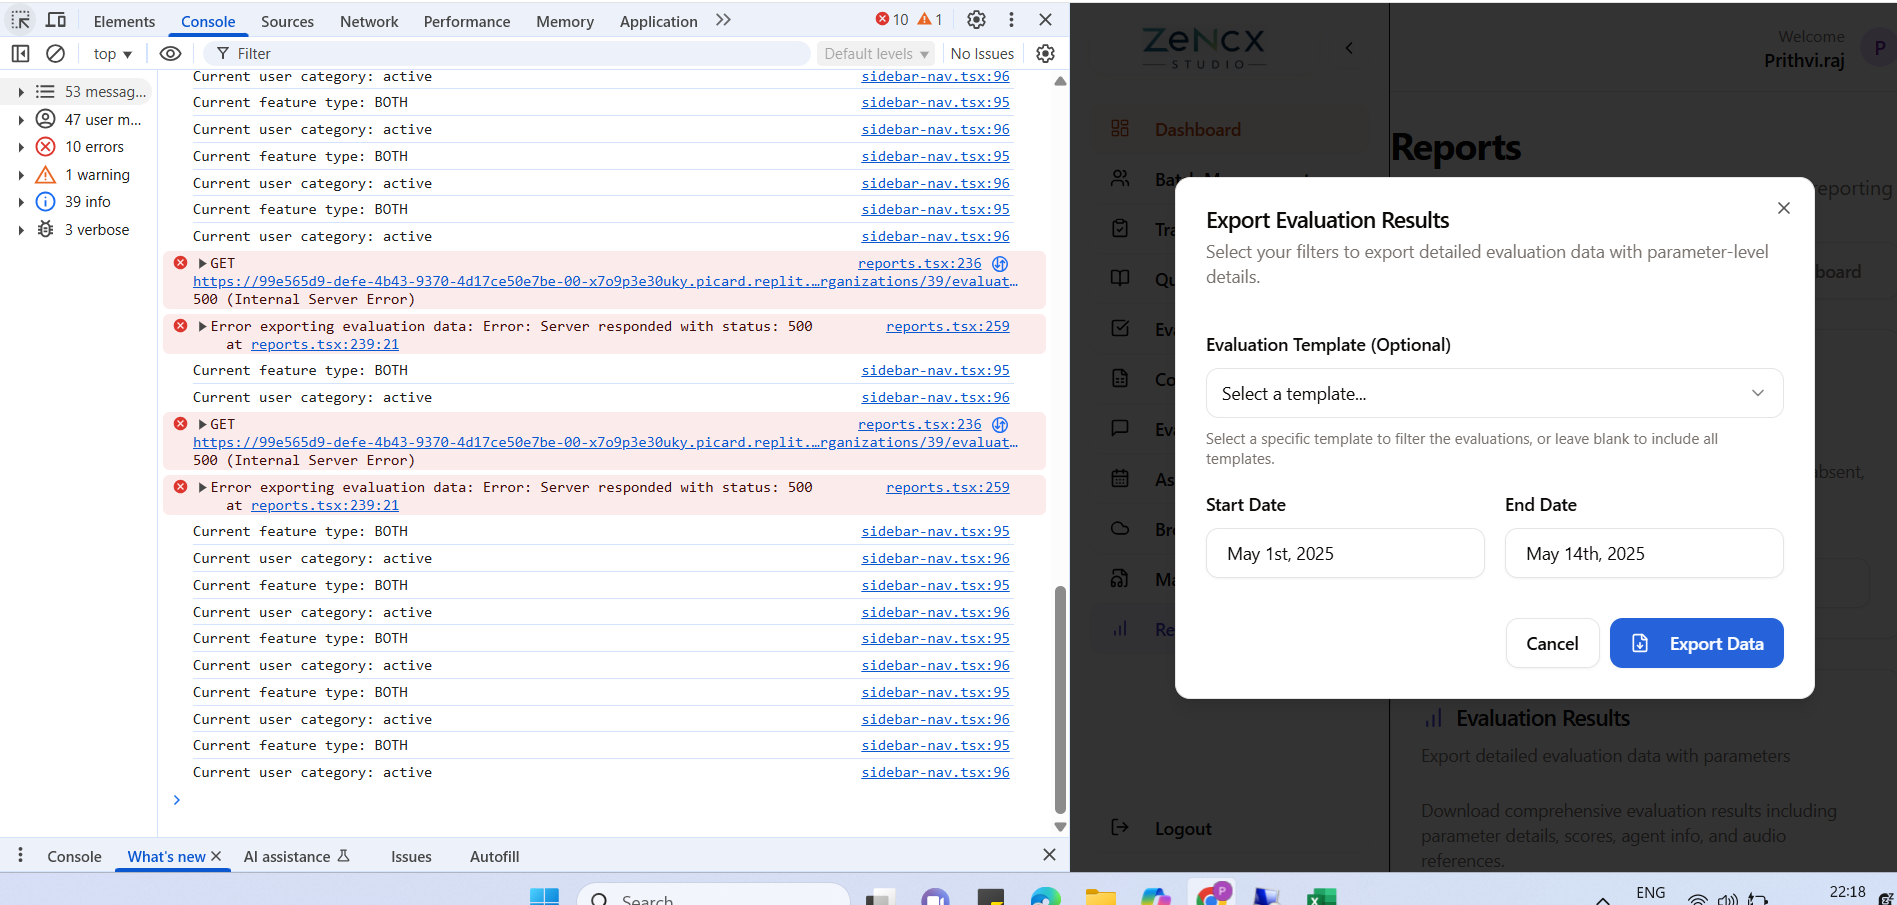 Elements Console Sources Network Performance Memory Application 10 1
top Filter Default levels No Issues
53 messag...
47 user m...
10 errors
1 warning
39 info
3 verbose
Current user category: active sidebar-nav.tsx:96
Current feature type: BOTH sidebar-nav.tsx:95
Current user category: active sidebar-nav.tsx:96
Current feature type: BOTH sidebar-nav.tsx:95
Current user category: active sidebar-nav.tsx:96
Current feature type: BOTH sidebar-nav.tsx:95
Current user category: active sidebar-nav.tsx:96
GET reports.tsx:236
https://99e565d9-defe-4b43-9370-4d17ce50e7be-00-x7o9p3e30uky.picard.replit.…rganizations/39/evaluat…
500 (Internal Server Error)
Error exporting evaluation data: Error: Server responded with status: 500 reports.tsx:259
at reports.tsx:239:21
Current feature type: BOTH sidebar-nav.tsx:95
Current user category: active sidebar-nav.tsx:96
GET reports.tsx:236
https://99e565d9-defe-4b43-9370-4d17ce50e7be-00-x7o9p3e30uky.picard.replit.…rganizations/39/evaluat…
500 (Internal Server Error)
Error exporting evaluation data: Error: Server responded with status: 500 reports.tsx:259
at reports.tsx:239:21
Current feature type: BOTH sidebar-nav.tsx:95
Current user category: active sidebar-nav.tsx:96
Current feature type: BOTH sidebar-nav.tsx:95
Current user category: active sidebar-nav.tsx:96
Current feature type: BOTH sidebar-nav.tsx:95
Current user category: active sidebar-nav.tsx:96
Current feature type: BOTH sidebar-nav.tsx:95
Current user category: active sidebar-nav.tsx:96
Current feature type: BOTH sidebar-nav.tsx:95
Current user category: active sidebar-nav.tsx:96
Console What's new AI assistance Issues Autofill
ZeNCX
STUDIO
Welcome
Prithvi.raj
P
Dashboard
Reports
reporting
board
absent,
Export Evaluation Results
Select your filters to export detailed evaluation data with parameter-level
details.
Evaluation Template (Optional)
Select a template...
Select a specific template to filter the evaluations, or leave blank to include all
templates.
Start Date End Date
May 1st, 2025 May 14th, 2025
Cancel Export Data
Evaluation Results
Export detailed evaluation data with parameters
Download comprehensive evaluation results including
parameter details, scores, agent info, and audio
references.
Logout
Search
P
ENG
22:18